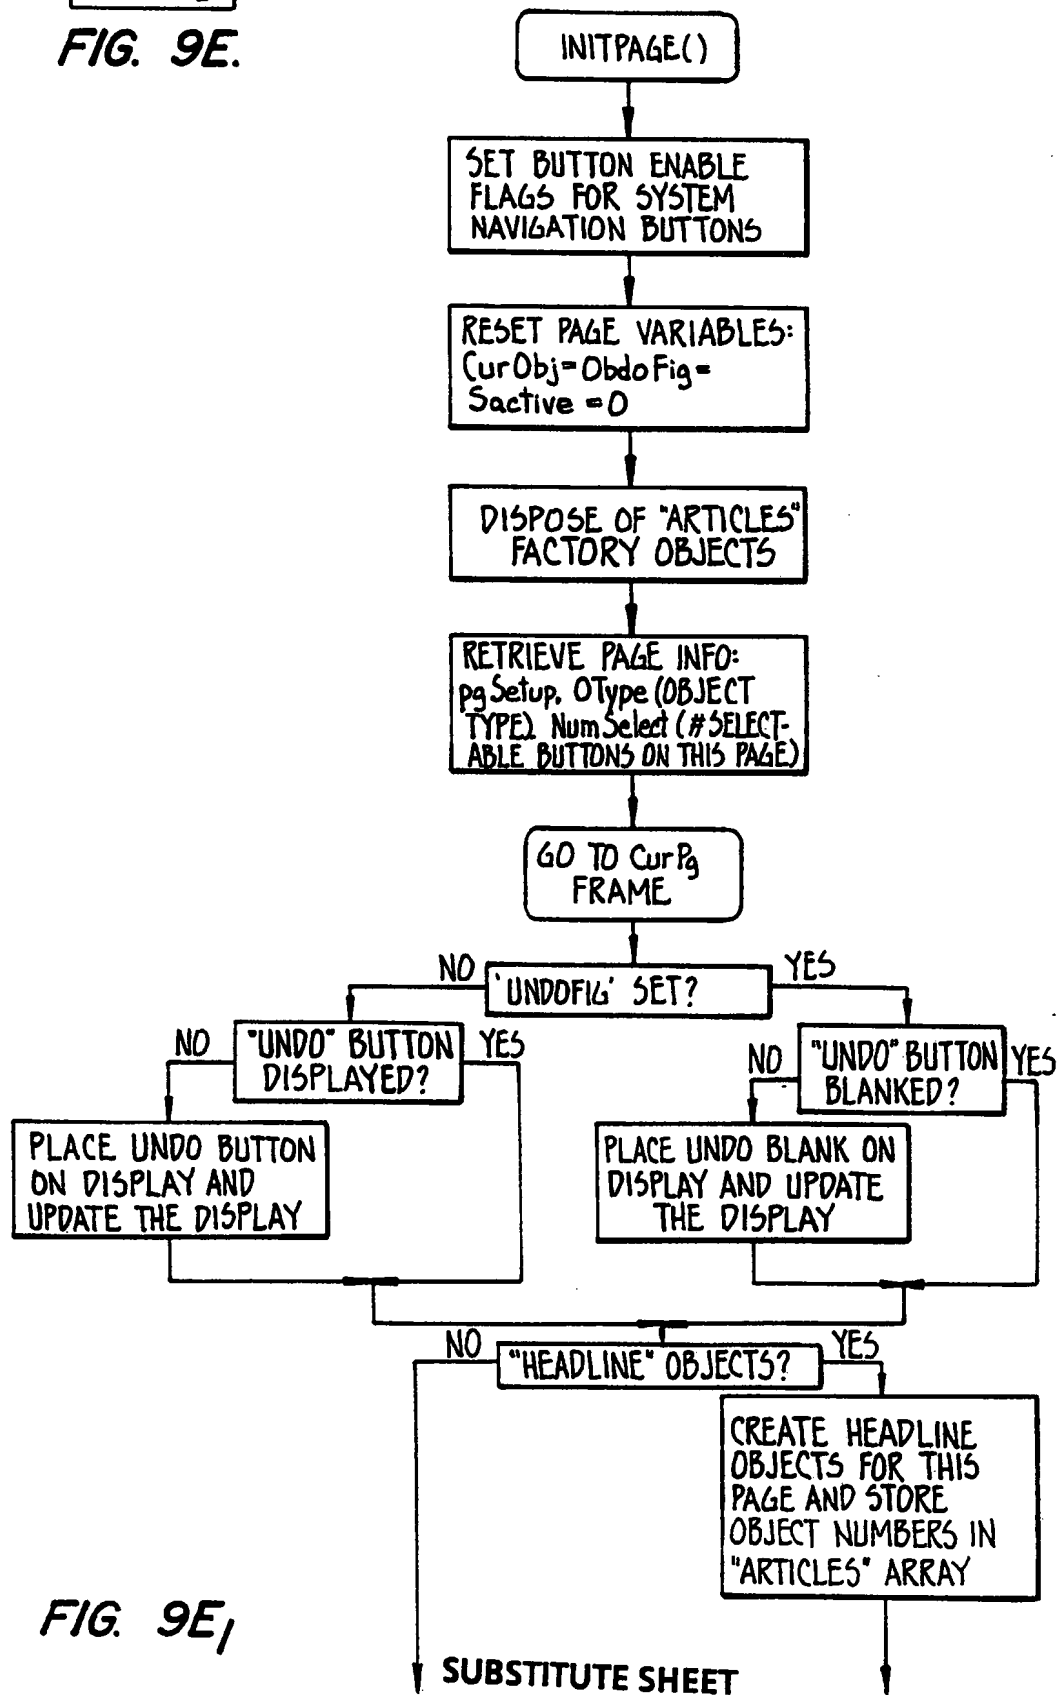 FIG. 9E.
INITPAGE()
SET BUTTON ENABLE
FLAGS FOR SYSTEM
NAVIGATION BUTTONS
RESET PAGE VARIABLES:
CurObj=ObdoFig=
Sactive=0
DISPOSE OF "ARTICLES"
FACTORY OBJECTS
RETRIEVE PAGE INFO:
pgSetup. OType (OBJECT
TYPE). NumSelect (#SELECT-
ABLE BUTTONS ON THIS PAGE)
GO TO CurPg
FRAME
NO
'UNDOFIG' SET?
YES
NO
"UNDO" BUTTON
DISPLAYED?
YES
NO
"UNDO" BUTTON
BLANKED?
YES
PLACE UNDO BUTTON
ON DISPLAY AND
UPDATE THE DISPLAY
PLACE UNDO BLANK ON
DISPLAY AND UPDATE
THE DISPLAY
NO
"HEADLINE" OBJECTS?
YES
CREATE HEADLINE
OBJECTS FOR THIS
PAGE AND STORE
OBJECT NUMBERS IN
"ARTICLES" ARRAY
FIG. 9E1
SUBSTITUTE SHEET